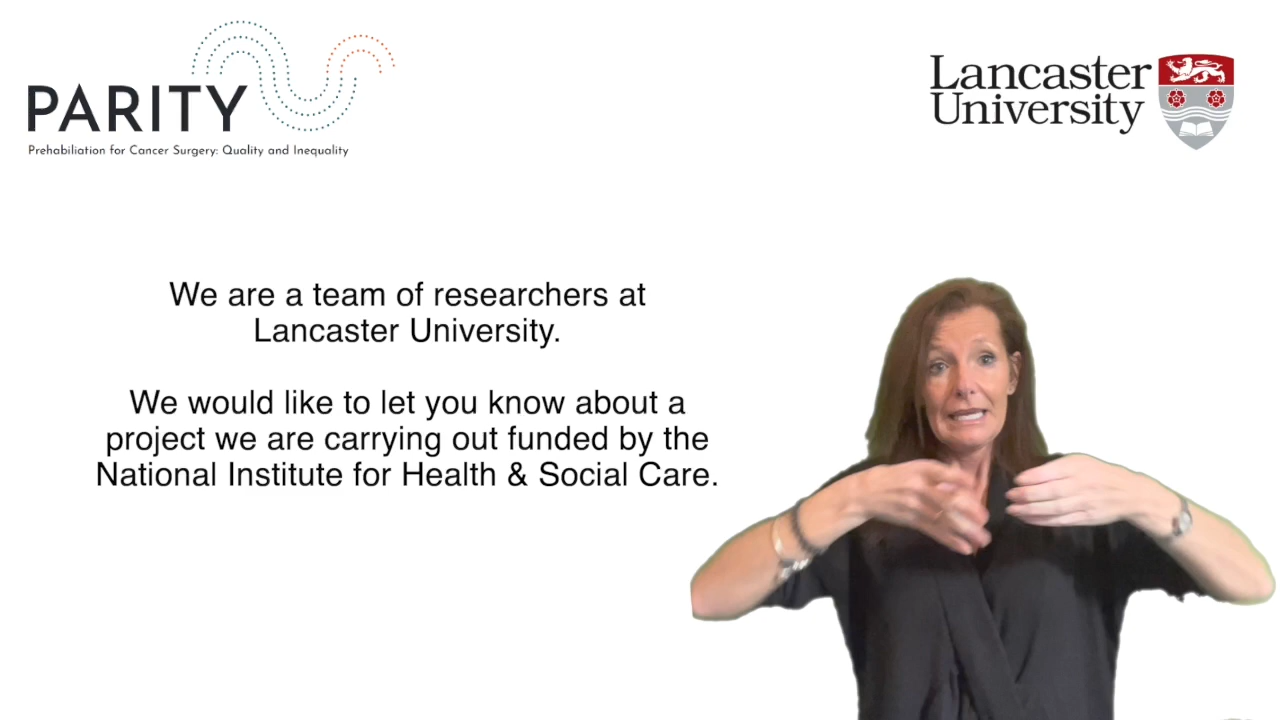 PARITY
Prehabiliation for Cancer Surgery: Quality and Inequality
Lancaster
University
We are a team of researchers at
Lancaster University.
We would like to let you know about a
project we are carrying out funded by the
National Institute for Health & Social Care.